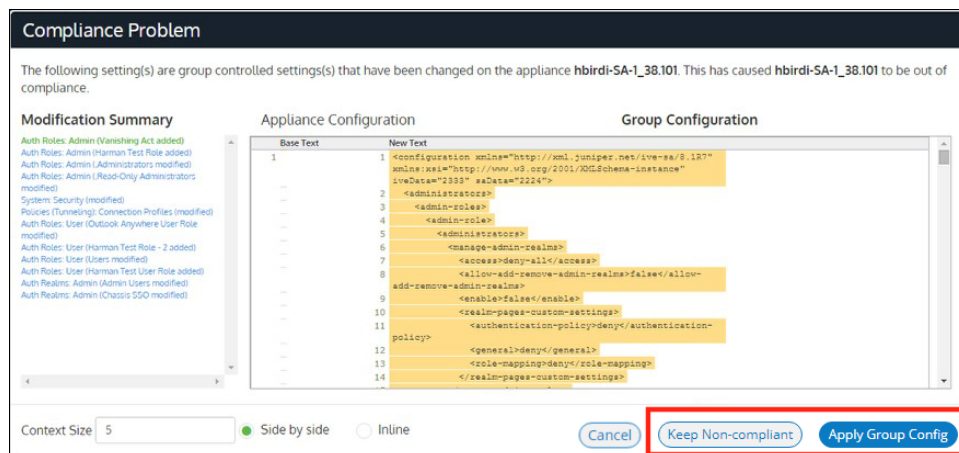 Compliance Problem
The following setting(s) are group controlled settings(s) that have been changed on the appliance hbirdi-SA-1_38.101. This has caused hbirdi-SA-1_38.101 to be out of
compliance.
Modification Summary
Auth Roles: Admin (Vanishing Act added)
Auth Roles: Admin (Harman Test Role added)
Auth Roles: Admin (.Administrators modified)
Auth Roles: Admin (.Read-Only Administrators
modified)
System: Security (modified)
Policies (Tunneling): Connection Profiles (modified)
Auth Roles: User (Outlook Anywhere User Role
modified)
Auth Roles: User (Harman Test Role - 2 added)
Auth Roles: User (Users modified)
Auth Roles: User (Harman Test User Role added)
Auth Realms: Admin (Admin Users modified)
Auth Realms: Admin (Chassis SSO modified)
Appliance Configuration
Group Configuration
Base Text New Text
1 1 <configuration xmlns="http://xml.juniper.net/ive-sa/8.1R7"
xmlns:xsi="http://www.w3.org/2001/XMLSchema-instance"
iveData="2333" saData="2224">
2 <administrators>
3 <admin-roles>
4 <admin-role>
5 <administrators>
6 <manage-admin-realms>
7 <access>deny-all</access>
8 <allow-add-remove-admin-realms>false</allow-
add-remove-admin-realms>
9 <enable>false</enable>
10 <realm-pages-custom-settings>
11 <authentication-policy>deny</authentication-
policy>
12 <general>deny</general>
13 <role-mapping>deny</role-mapping>
14 </realm-pages-custom-settings>
Context Size 5 Side by side Inline
Cancel Keep Non-compliant Apply Group Config